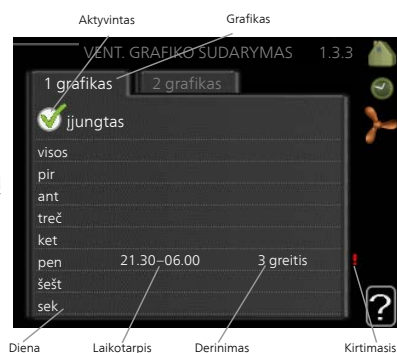 Aktyvintas Grafikas
VENT. GRAFIKO SUDARYMAS 1.3.3
1 grafikas 2 grafikas
įjungtas
visos
pir
ant
treč
ket
pen 21.30–06.00 3 greitis !
šešt
sek ?
Diena Laikotarpis Derinimas Kirtimasis